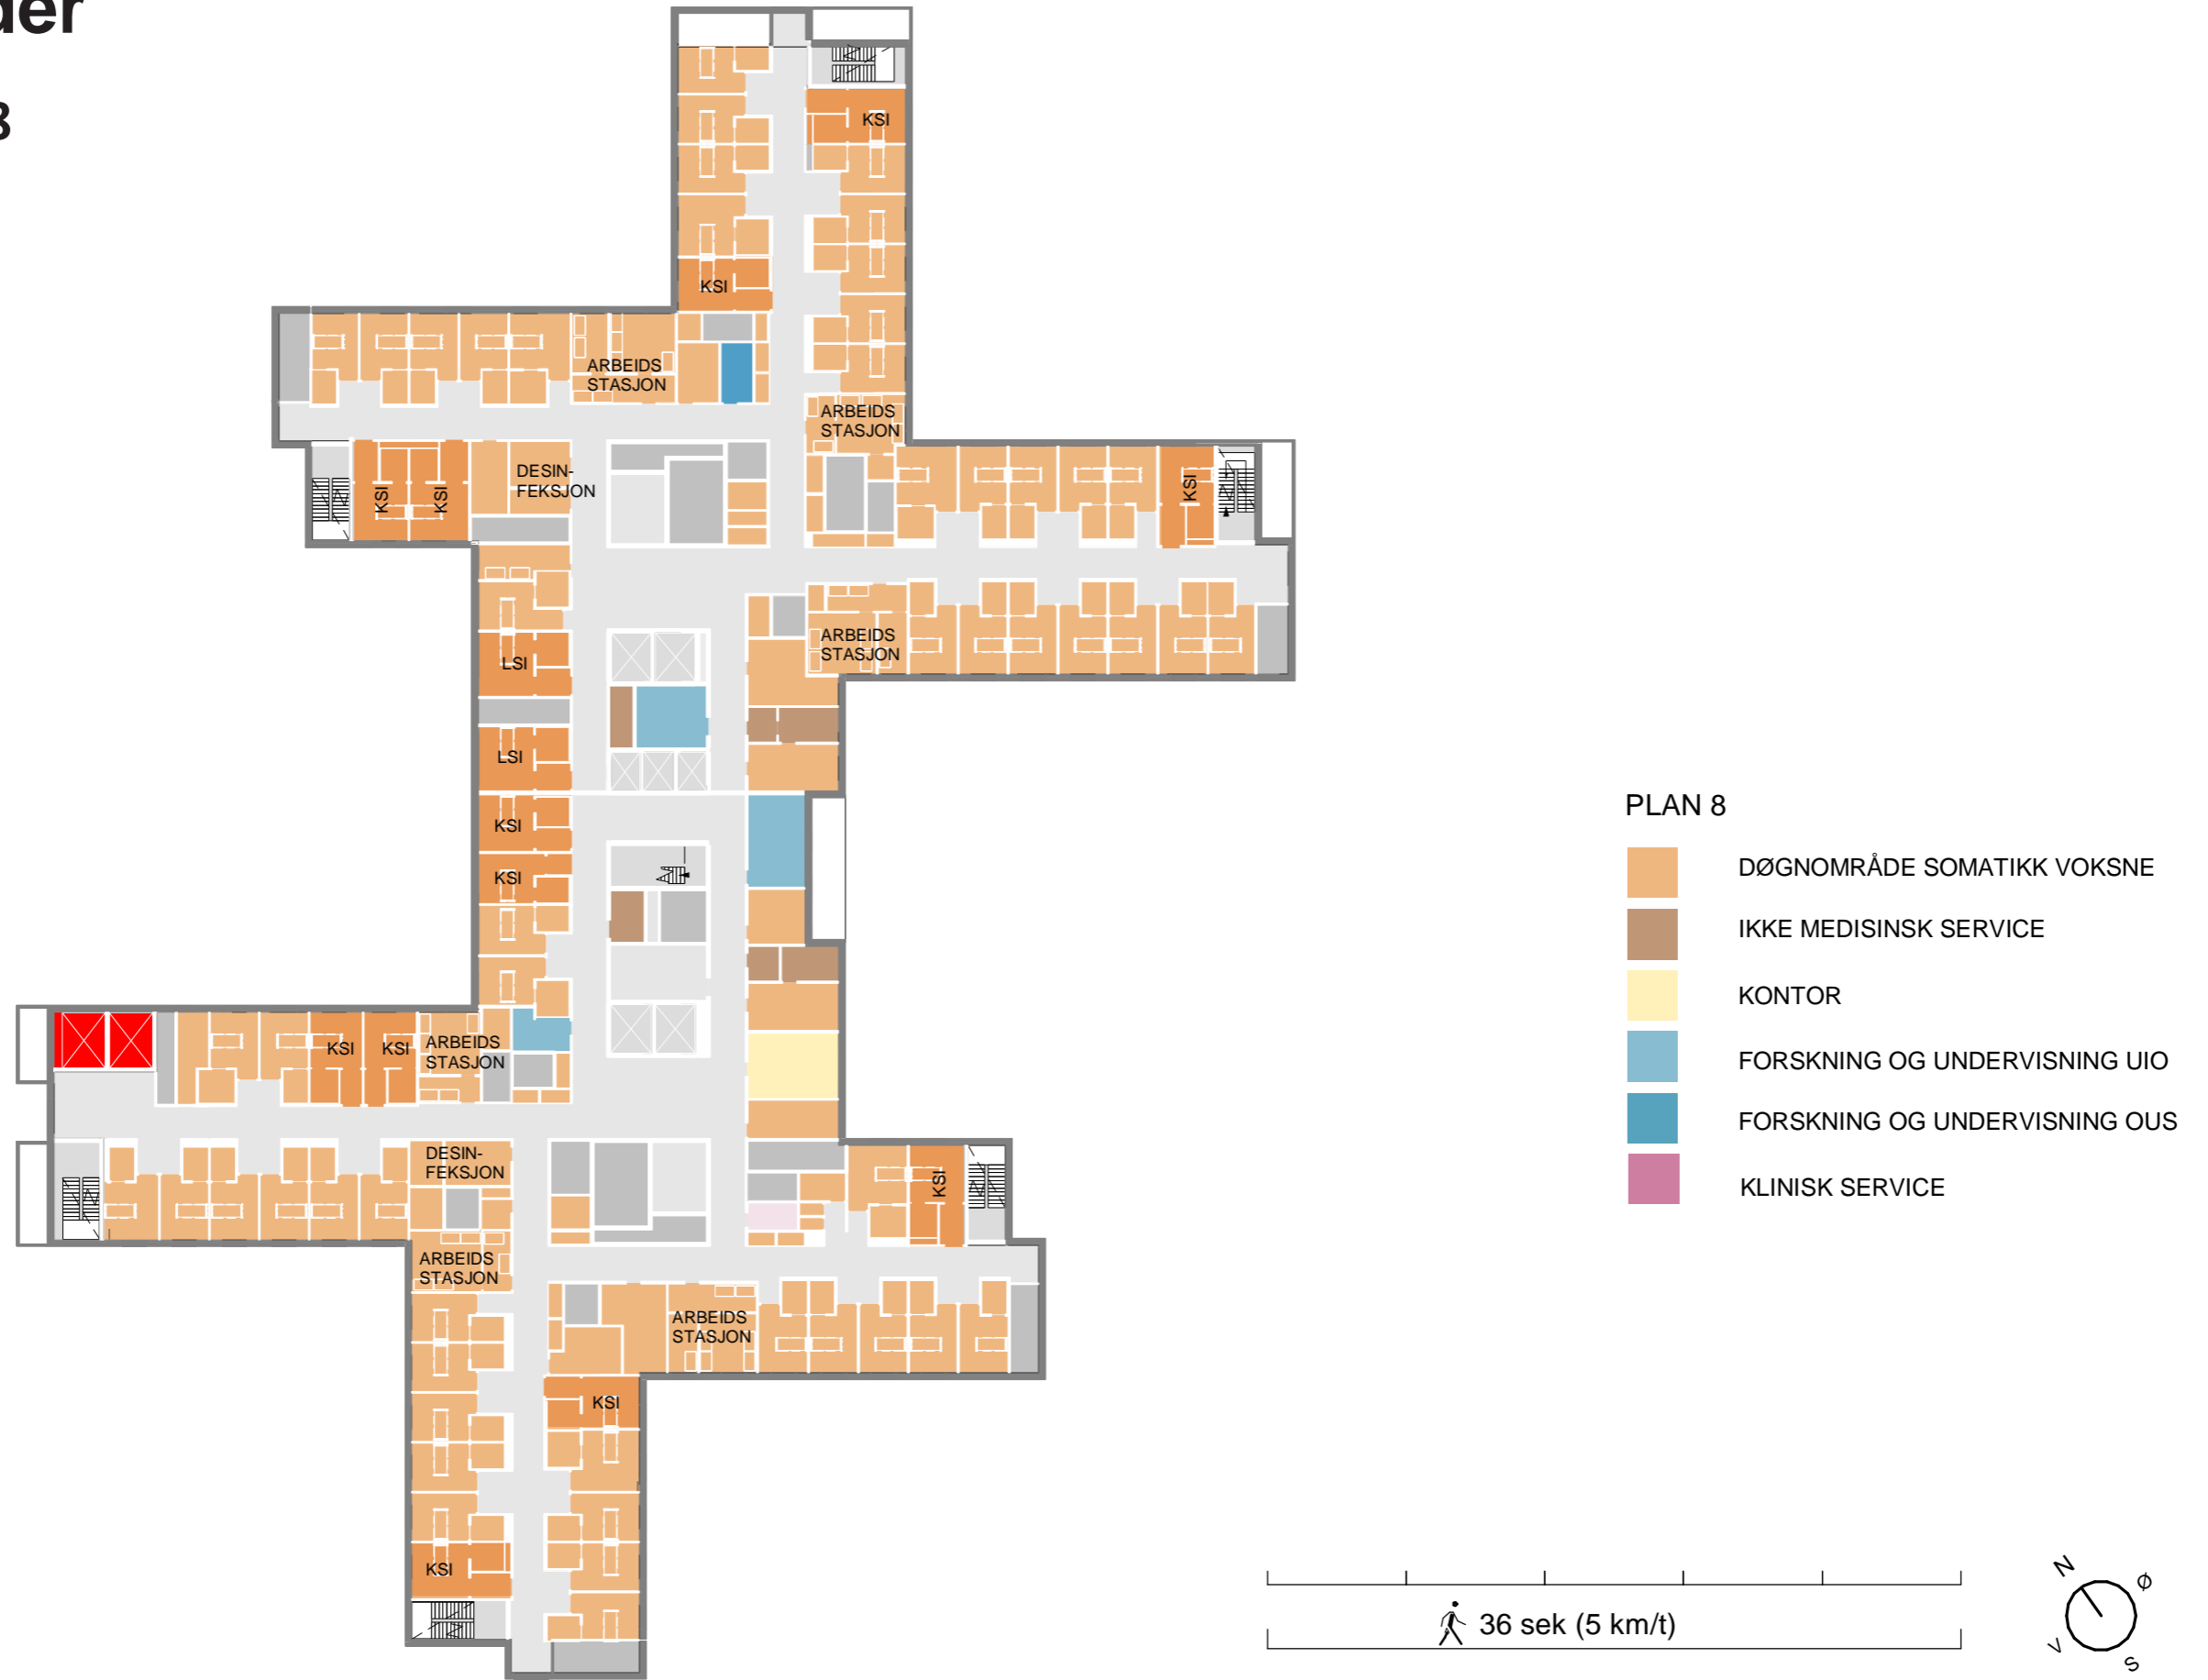 der
8
KSI
KSI
ARBEIDS
STASJON
ARBEIDS
STASJON
DESIN-
FEKSJON
KSI
KSI
KSI
ARBEIDS
STASJON
LSI
LSI
KSI
KSI
KSI
KSI
ARBEIDS
STASJON
DESIN-
FEKSJON
KSI
ARBEIDS
STASJON
ARBEIDS
STASJON
KSI
KSI
PLAN 8
DØGNOMRÅDE SOMATIKK VOKSNE
IKKE MEDISINSK SERVICE
KONTOR
FORSKNING OG UNDERVISNING UIO
FORSKNING OG UNDERVISNING OUS
KLINISK SERVICE
36 sek (5 km/t)
N
Ø
V
S